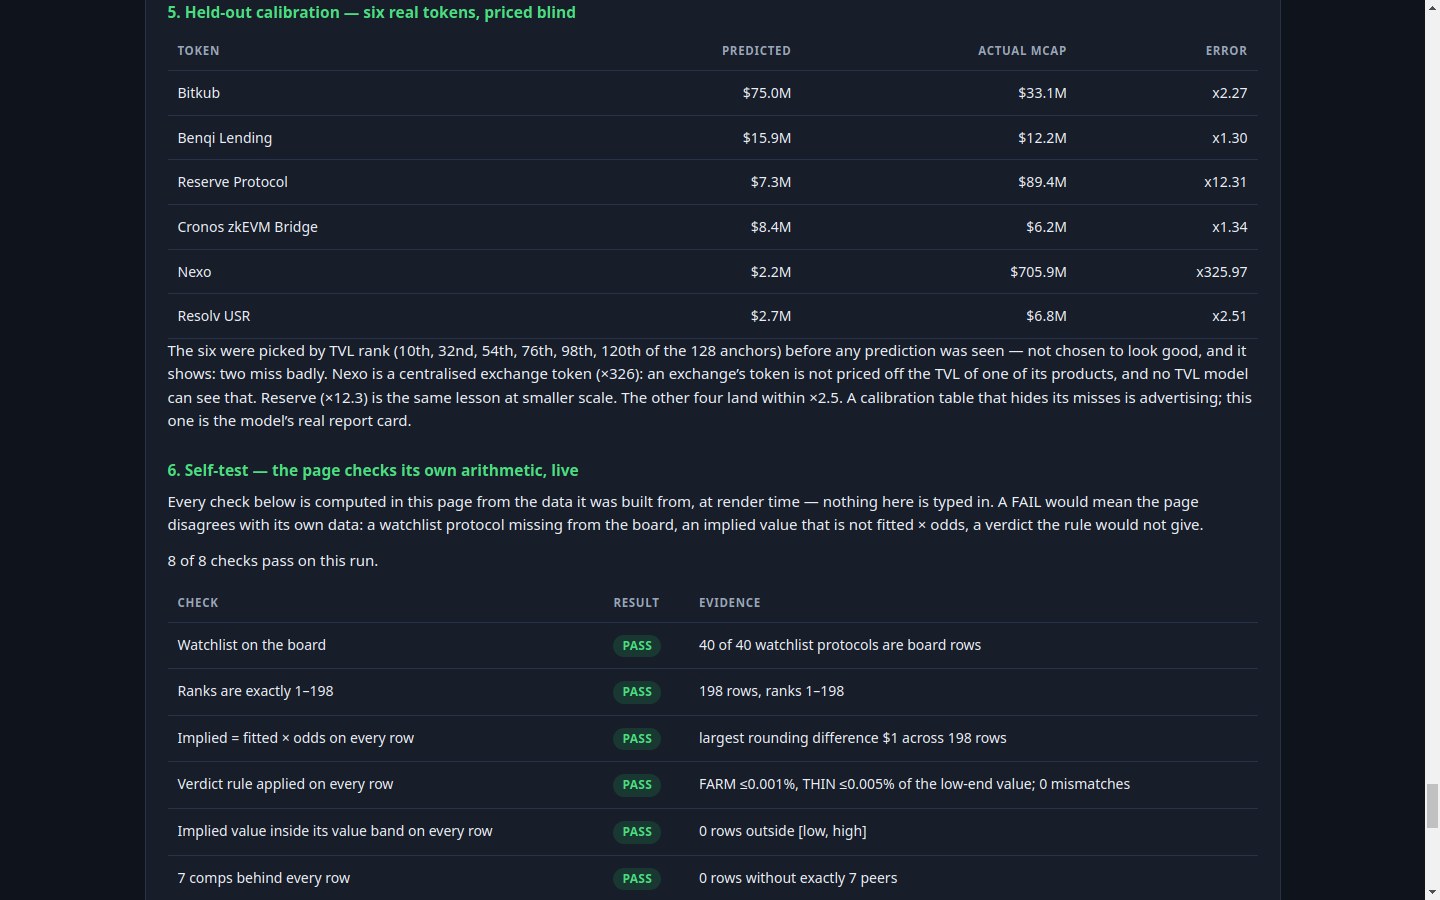 5. Held-out calibration — six real tokens, priced blind
TOKEN PREDICTED ACTUAL MCAP ERROR
Bitkub $75.0M $33.1M x2.27
Benqi Lending $15.9M $12.2M x1.30
Reserve Protocol $7.3M $89.4M x12.31
Cronos zkEVM Bridge $8.4M $6.2M x1.34
Nexo $2.2M $705.9M x325.97
Resolv USR $2.7M $6.8M x2.51
The six were picked by TVL rank (10th, 32nd, 54th, 76th, 98th, 120th of the 128 anchors) before any prediction was seen — not chosen to look good, and it
shows: two miss badly. Nexo is a centralised exchange token (×326): an exchange’s token is not priced off the TVL of one of its products, and no TVL model
can see that. Reserve (×12.3) is the same lesson at smaller scale. The other four land within ×2.5. A calibration table that hides its misses is advertising; this
one is the model’s real report card.
6. Self-test — the page checks its own arithmetic, live
Every check below is computed in this page from the data it was built from, at render time — nothing here is typed in. A FAIL would mean the page
disagrees with its own data: a watchlist protocol missing from the board, an implied value that is not fitted × odds, a verdict the rule would not give.
8 of 8 checks pass on this run.
CHECK RESULT EVIDENCE
Watchlist on the board PASS 40 of 40 watchlist protocols are board rows
Ranks are exactly 1–198 PASS 198 rows, ranks 1–198
Implied = fitted × odds on every row PASS largest rounding difference $1 across 198 rows
Verdict rule applied on every row PASS FARM ≤0.001%, THIN ≤0.005% of the low-end value; 0 mismatches
Implied value inside its value band on every row PASS 0 rows outside [low, high]
7 comps behind every row PASS 0 rows without exactly 7 peers